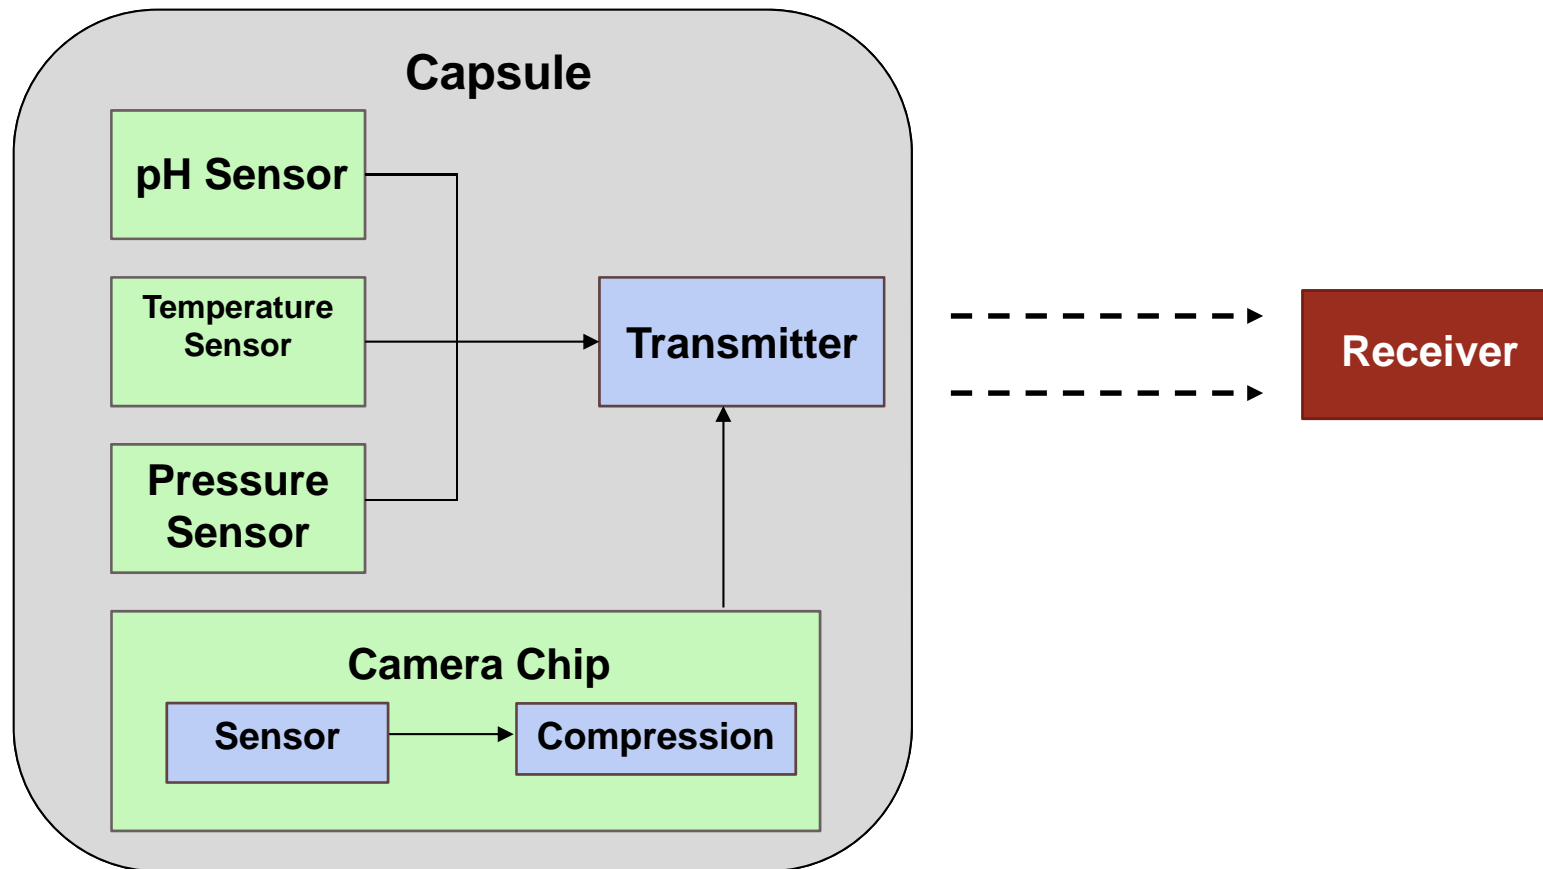 Capsule
pH Sensor
Temperature
Sensor
Transmitter
Receiver
Pressure
Sensor
Camera Chip
Sensor
Compression